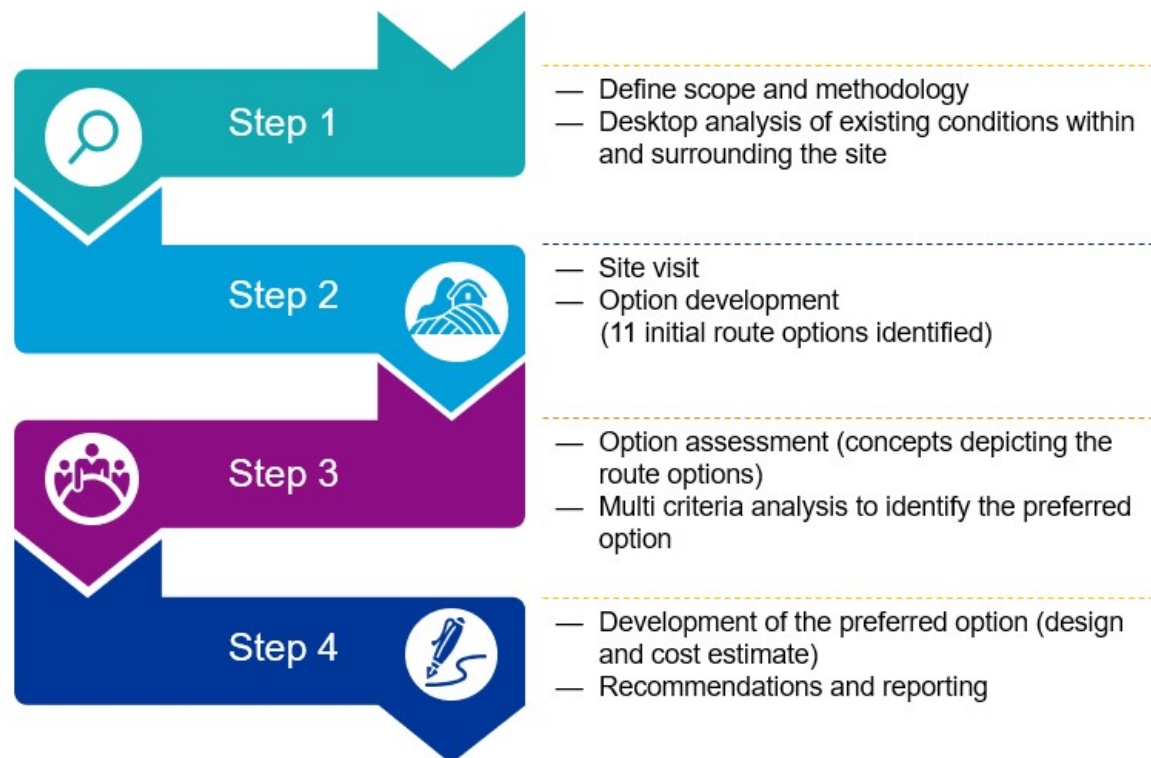 Step 1
— Define scope and methodology
— Desktop analysis of existing conditions within
and surrounding the site
Step 2
— Site visit
— Option development
(11 initial route options identified)
Step 3
— Option assessment (concepts depicting the
route options)
— Multi criteria analysis to identify the preferred
option
Step 4
— Development of the preferred option (design
and cost estimate)
— Recommendations and reporting